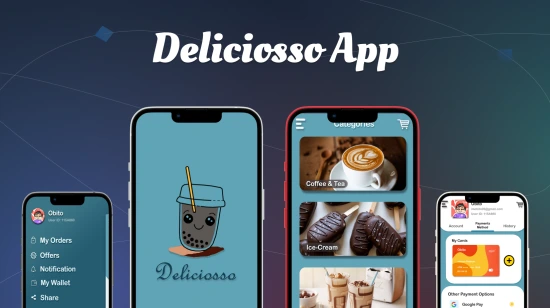 Deliciosso App
Obito
My Orders
Offers
Notification
My Wallet
Share
Deliciosso
Categories
Coffee & Tea
Ice-Cream
Account
Payments
Method
History
My Cards
Other Payment Options
Google Pay